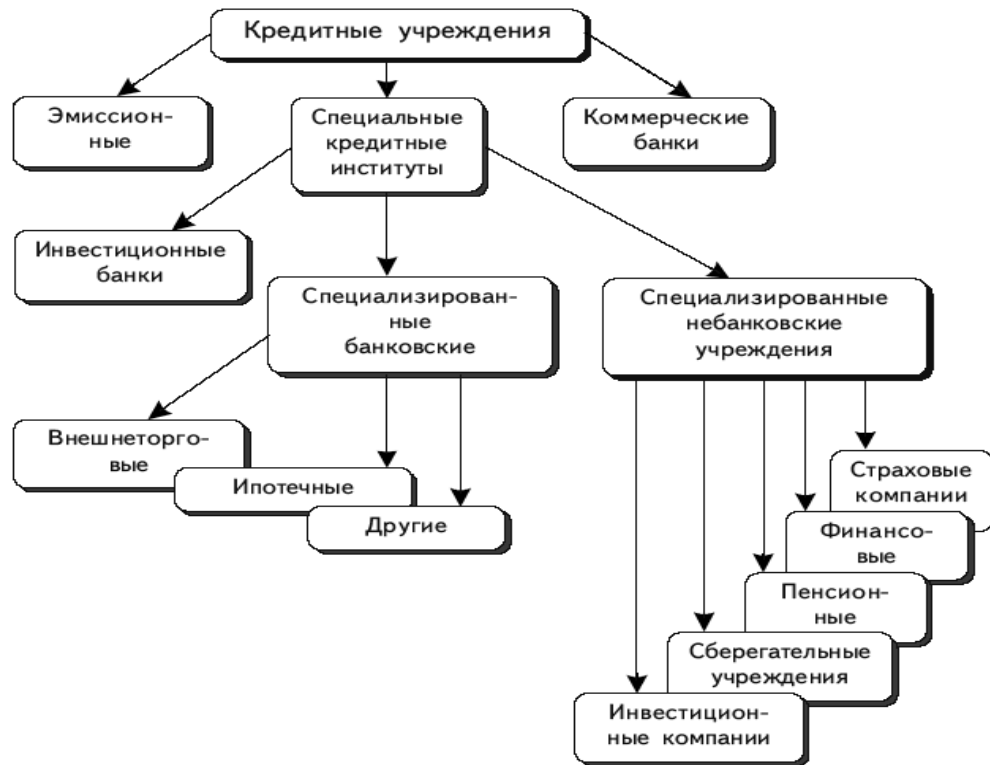 Кредитные учреждения
Эмиссион-
ные
Специальные
кредитные
институты
Коммерческие
банки
Инвестиционные
банки
Специализирован-
ные
банковские
Специализированные
небанковские
учреждения
Внешнеторго-
вые
Ипотечные
Другие
Страховые
компании
Финансо-
вые
Пенсион-
ные
Сберегательные
учреждения
Инвестицион-
ные компании